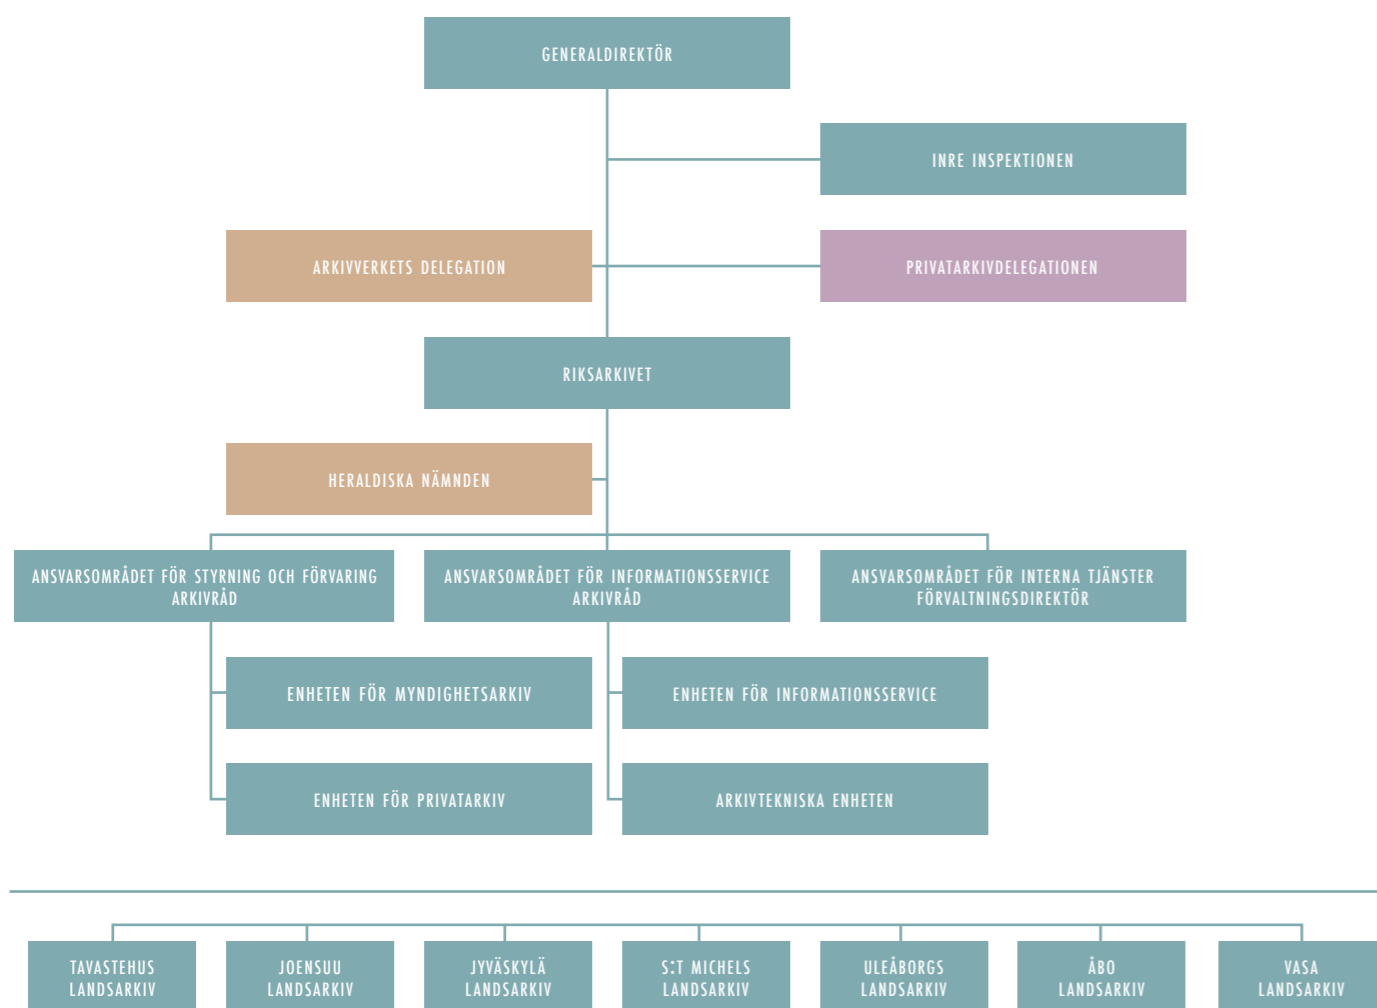 GENERALDIREKTÖR
INRE INSPEKTIONEN
ARKIVVERKETS DELEGATION
PRIVATARKIVDELEGATIONEN
RIKSARKIVET
HERALDISKA NÄMNDEN
ANSVARSOMRÅDET FÖR STYRNING OCH FÖRVARING
ARKIVRÅD
ANSVARSOMRÅDET FÖR INFORMATIONSSERVICE
ARKIVRÅD
ANSVARSOMRÅDET FÖR INTERNA TJÄNSTER
FÖRVALTNINGSDIREKTÖR
ENHETEN FÖR MYNDIGHETSARKIV
ENHETEN FÖR INFORMATIONSSERVICE
ENHETEN FÖR PRIVATARKIV
ARKIVTEKNISKA ENHETEN
TAVASTEHUS
LANDSARKIV
JOENSUU
LANDSARKIV
JYVÄSKYLÄ
LANDSARKIV
S:T MICHELS
LANDSARKIV
ULEÅBORGS
LANDSARKIV
ÅBO
LANDSARKIV
VASA
LANDSARKIV